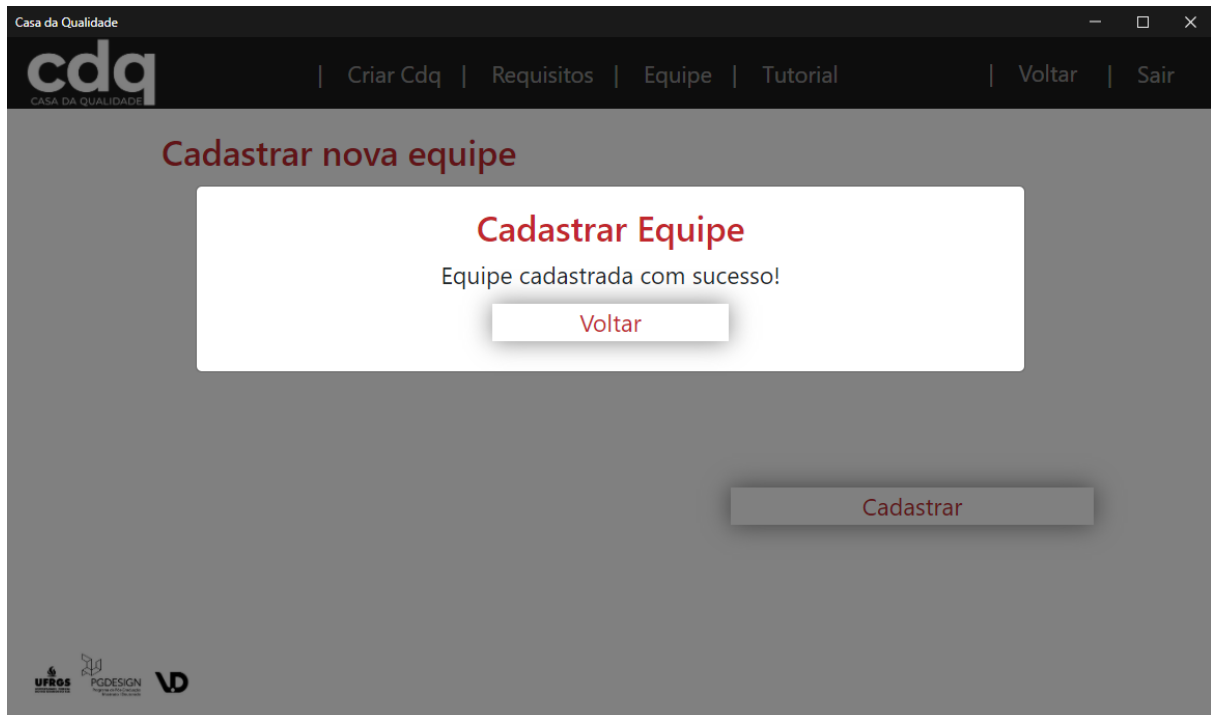 Casa da Qualidade
cdq
CASA DA QUALIDADE
| Criar Cdq | Requisitos | Equipe | Tutorial | Voltar | Sair
Cadastrar nova equipe
Cadastrar Equipe
Equipe cadastrada com sucesso!
Voltar
Cadastrar
UFRGS
PGDESIGN
VD